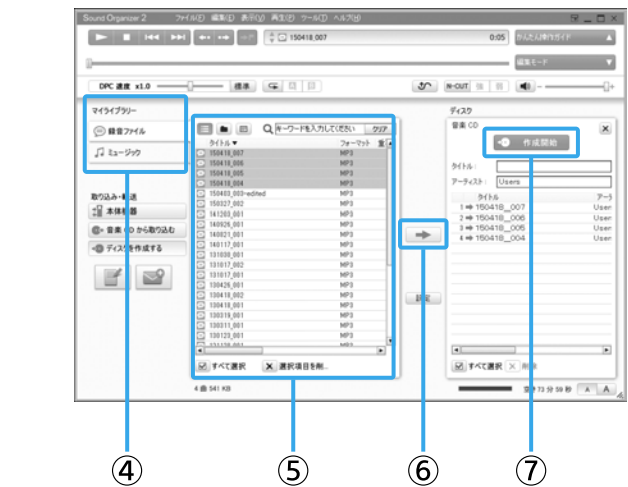 Sound Organizer 2 ファイル(F) 編集(E) 表示(V) 再生(P) ツール(T) ヘルプ(H)
150418_007 0:05 かんたん操作ガイド
編集モード
DPC 速度 x1.0 標準 N-OUT
マイライブラリー
録音ファイル
ミュージック
取り込み・転送
音楽 CD から取り込む
ディスクを作成する
キーワードを入力してください クリア
タイトル▼ フォーマット
150418_007 MP3
150418_006 MP3
150418_005 MP3
150418_004 MP3
150403_003-edited MP3
150327_002 MP3
141203_001 MP3
140926_001 MP3
140821_001 MP3
140117_001 MP3
131030_001 MP3
131017_002 MP3
131017_001 MP3
130426_001 MP3
130418_002 MP3
130418_001 MP3
130319_001 MP3
130311_001 MP3
130123_001 MP3
すべて選択 選択項目を削...
4 曲 541 KB
設定
ディスク
音楽 CD
作成開始
タイトル:
アーティスト: Users
タイトル アーラ
1 150418_007 User
2 150418_006 User
3 150418_005 User
4 150418_004 User
すべて選択
73 分 59 秒 A A
④ ⑤ ⑥ ⑦